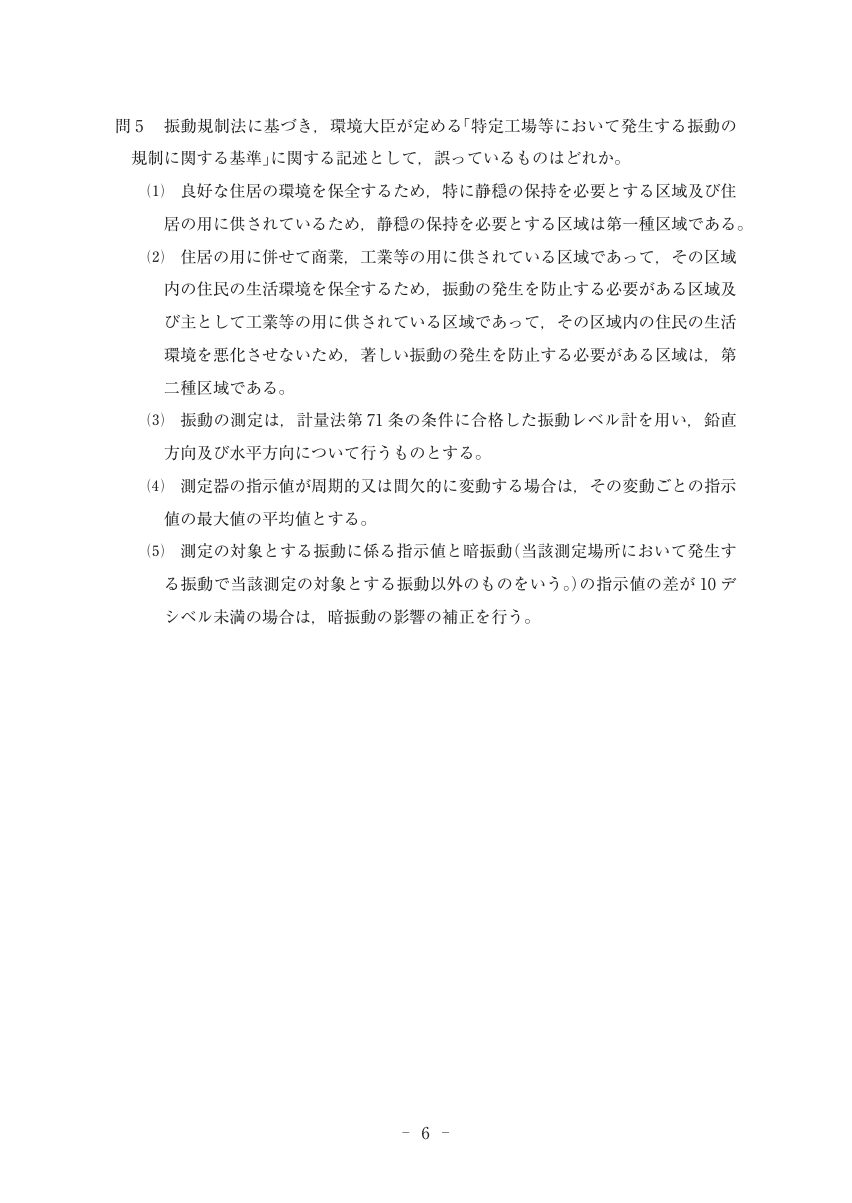 問5　振動規制法に基づき，環境大臣が定める「特定工場等において発生する振動の
規制に関する基準」に関する記述として，誤っているものはどれか。
⑴　良好な住居の環境を保全するため，特に静穏の保持を必要とする区域及び住
居の用に供されているため，静穏の保持を必要とする区域は第一種区域である。
⑵　住居の用に併せて商業，工業等の用に供されている区域であって，その区域
内の住民の生活環境を保全するため，振動の発生を防止する必要がある区域及
び主として工業等の用に供されている区域であって，その区域内の住民の生活
環境を悪化させないため，著しい振動の発生を防止する必要がある区域は，第
二種区域である。
⑶　振動の測定は，計量法第71条の条件に合格した振動レベル計を用い，鉛直
方向及び水平方向について行うものとする。
⑷　測定器の指示値が周期的又は間欠的に変動する場合は，その変動ごとの指示
値の最大値の平均値とする。
⑸　測定の対象とする振動に係る指示値と暗振動（当該測定場所において発生す
る振動で当該測定の対象とする振動以外のものをいう。）の指示値の差が10デ
シベル未満の場合は，暗振動の影響の補正を行う。
－ 6 －